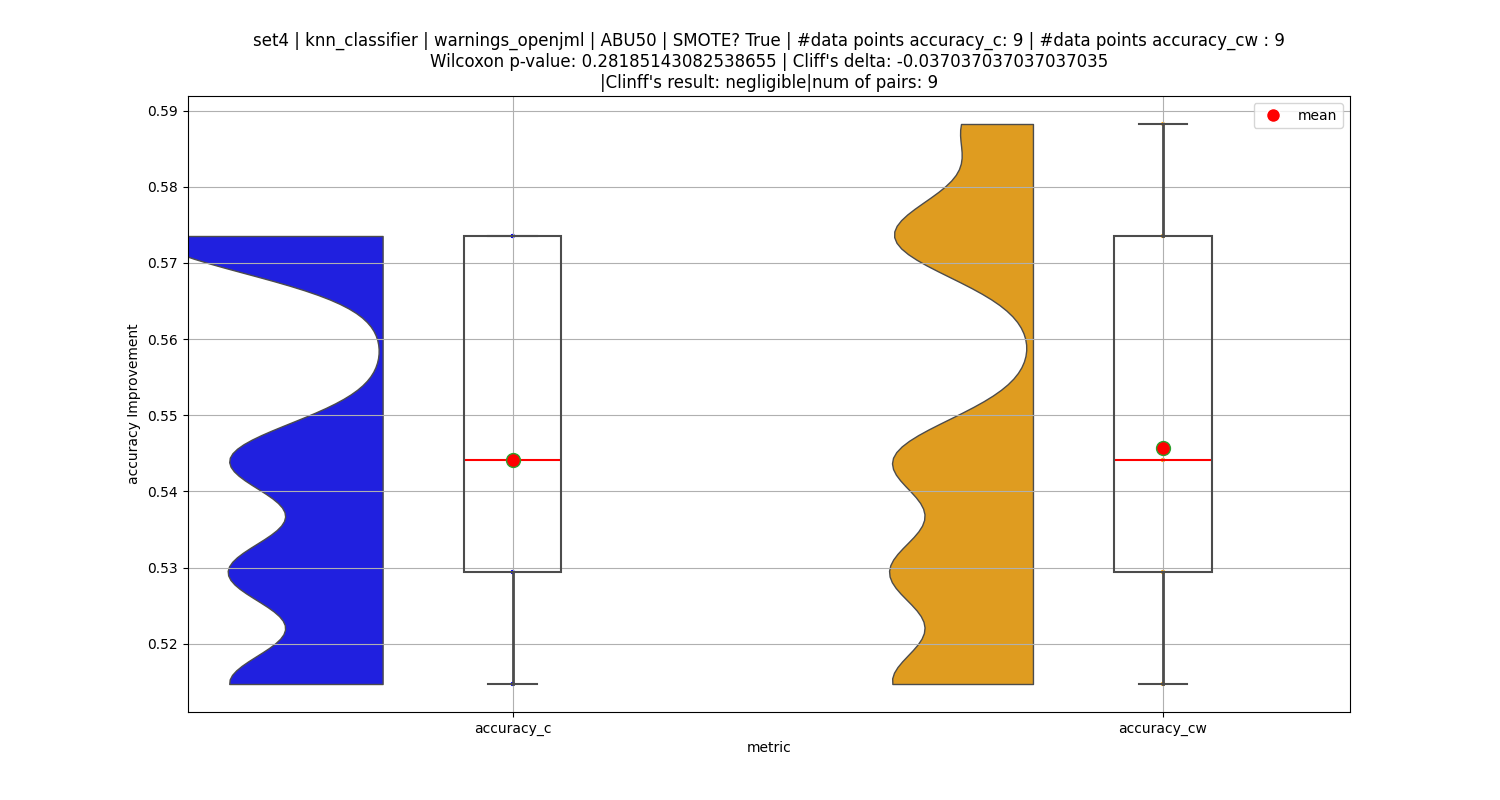 set4 | knn_classifier | warnings_openjml | ABU50 | SMOTE? True | #data points accuracy_c: 9 | #data points accuracy_cw : 9
Wilcoxon p-value: 0.28185143082538655 | Cliff's delta: -0.037037037037037035
|Clinff's result: negligible|num of pairs: 9
mean
0.59
0.58
0.57
0.56
0.55
0.54
0.53
0.52
accuracy Improvement
accuracy_c
accuracy_cw
metric